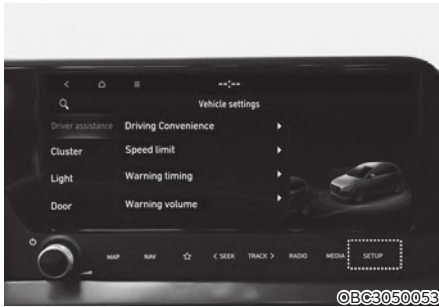 --:--
Vehicle settings
Driver assistance
Driving Convenience
Cluster
Speed limit
Light
Warning timing
Door
Warning volume
MAP NAV ☆ < SEEK TRACK > RADIO MEDIA SETUP
OBC3050053